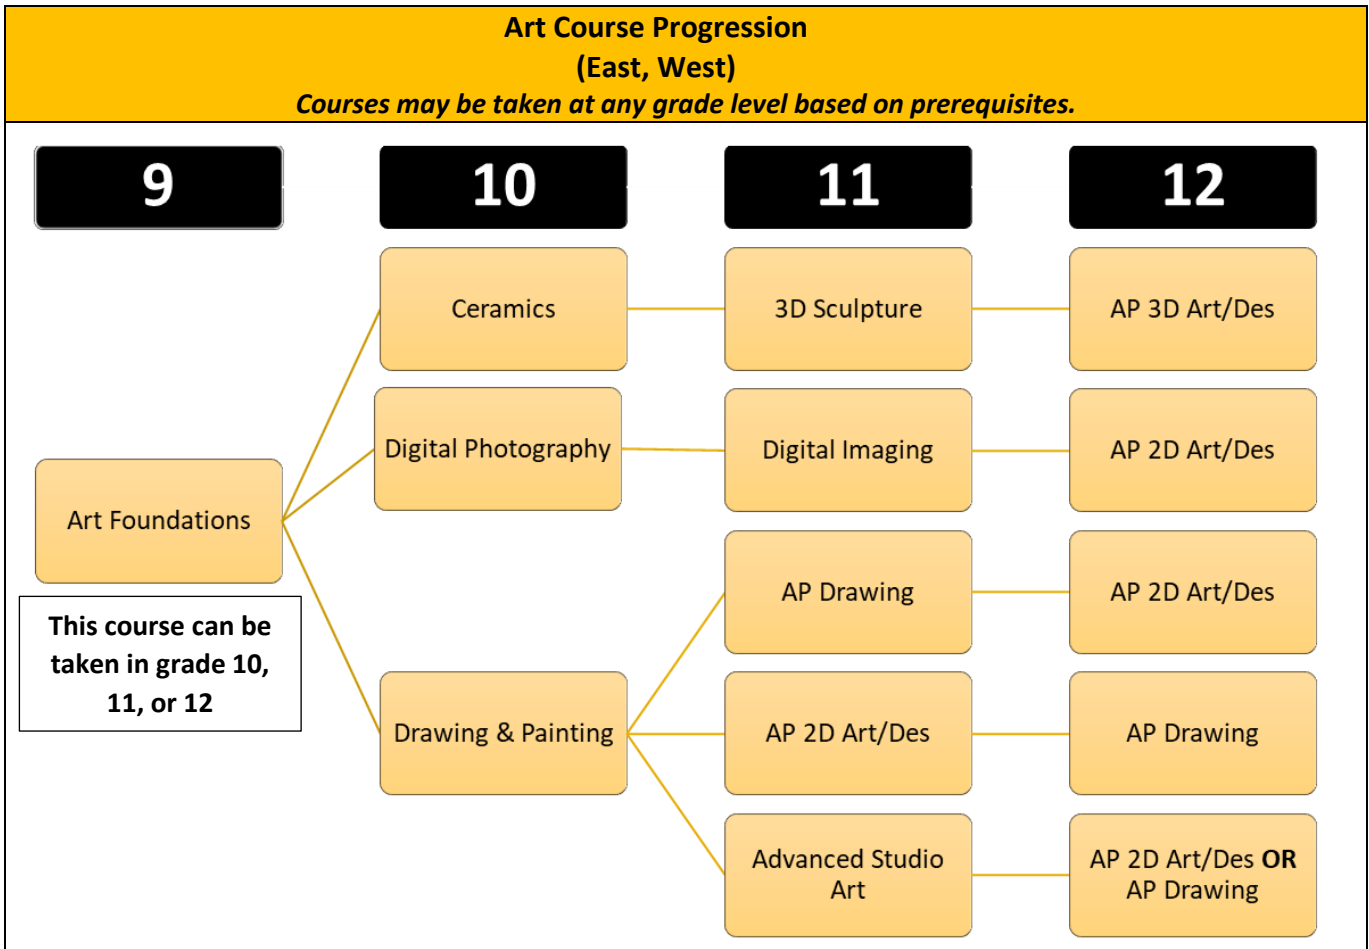 Art Course Progression
(East, West)
Courses may be taken at any grade level based on prerequisites.
9
10
11
12
Ceramics
3D Sculpture
AP 3D Art/Des
Digital Photography
Digital Imaging
AP 2D Art/Des
Art Foundations
This course can be
taken in grade 10,
11, or 12
AP Drawing
AP 2D Art/Des
Drawing & Painting
AP 2D Art/Des
AP Drawing
Advanced Studio
Art
AP 2D Art/Des OR
AP Drawing